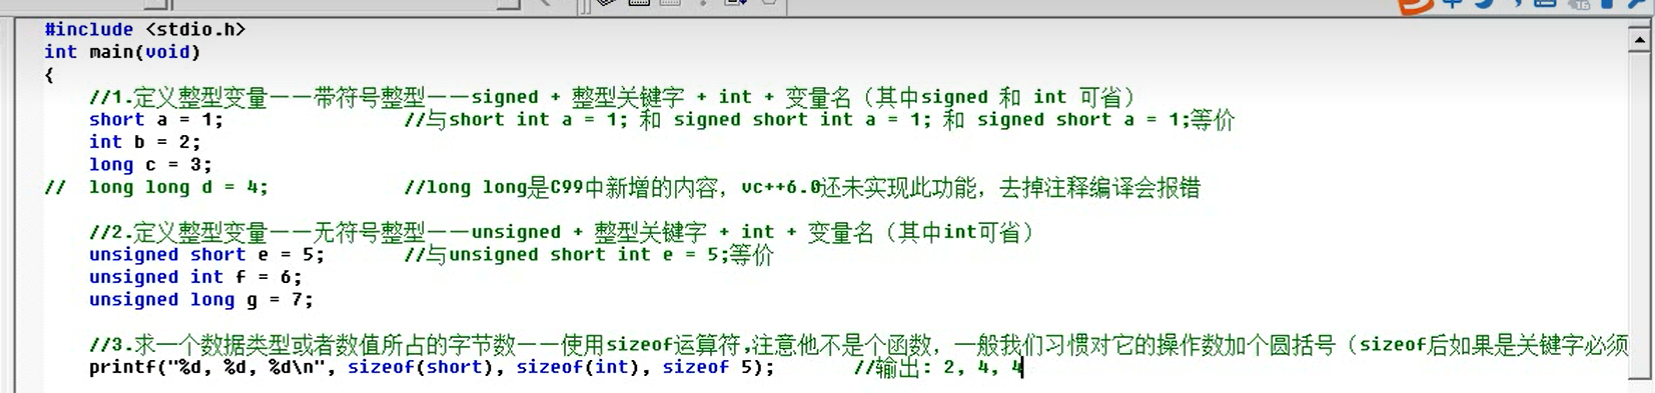 #include <stdio.h>
int main(void)
{
//1.定义整型变量——带符号整型——signed + 整型关键字 + int + 变量名（其中signed 和 int 可省）
short a = 1; //与short int a = 1; 和 signed short int a = 1; 和 signed short a = 1;等价
int b = 2;
long c = 3;
// long long d = 4; //long long是C99中新增的内容，vc++6.0还未实现此功能，去掉注释编译会报错
//2.定义整型变量——无符号整型——unsigned + 整型关键字 + int + 变量名（其中int可省）
unsigned short e = 5; //与unsigned short int e = 5;等价
unsigned int f = 6;
unsigned long g = 7;
//3.求一个数据类型或者数值所占的字节数——使用sizeof运算符,注意他不是个函数，一般我们习惯对它的操作数加个圆括号（sizeof后如果是关键字必须
printf("%d, %d, %d\n", sizeof(short), sizeof(int), sizeof 5); //输出: 2, 4, 4